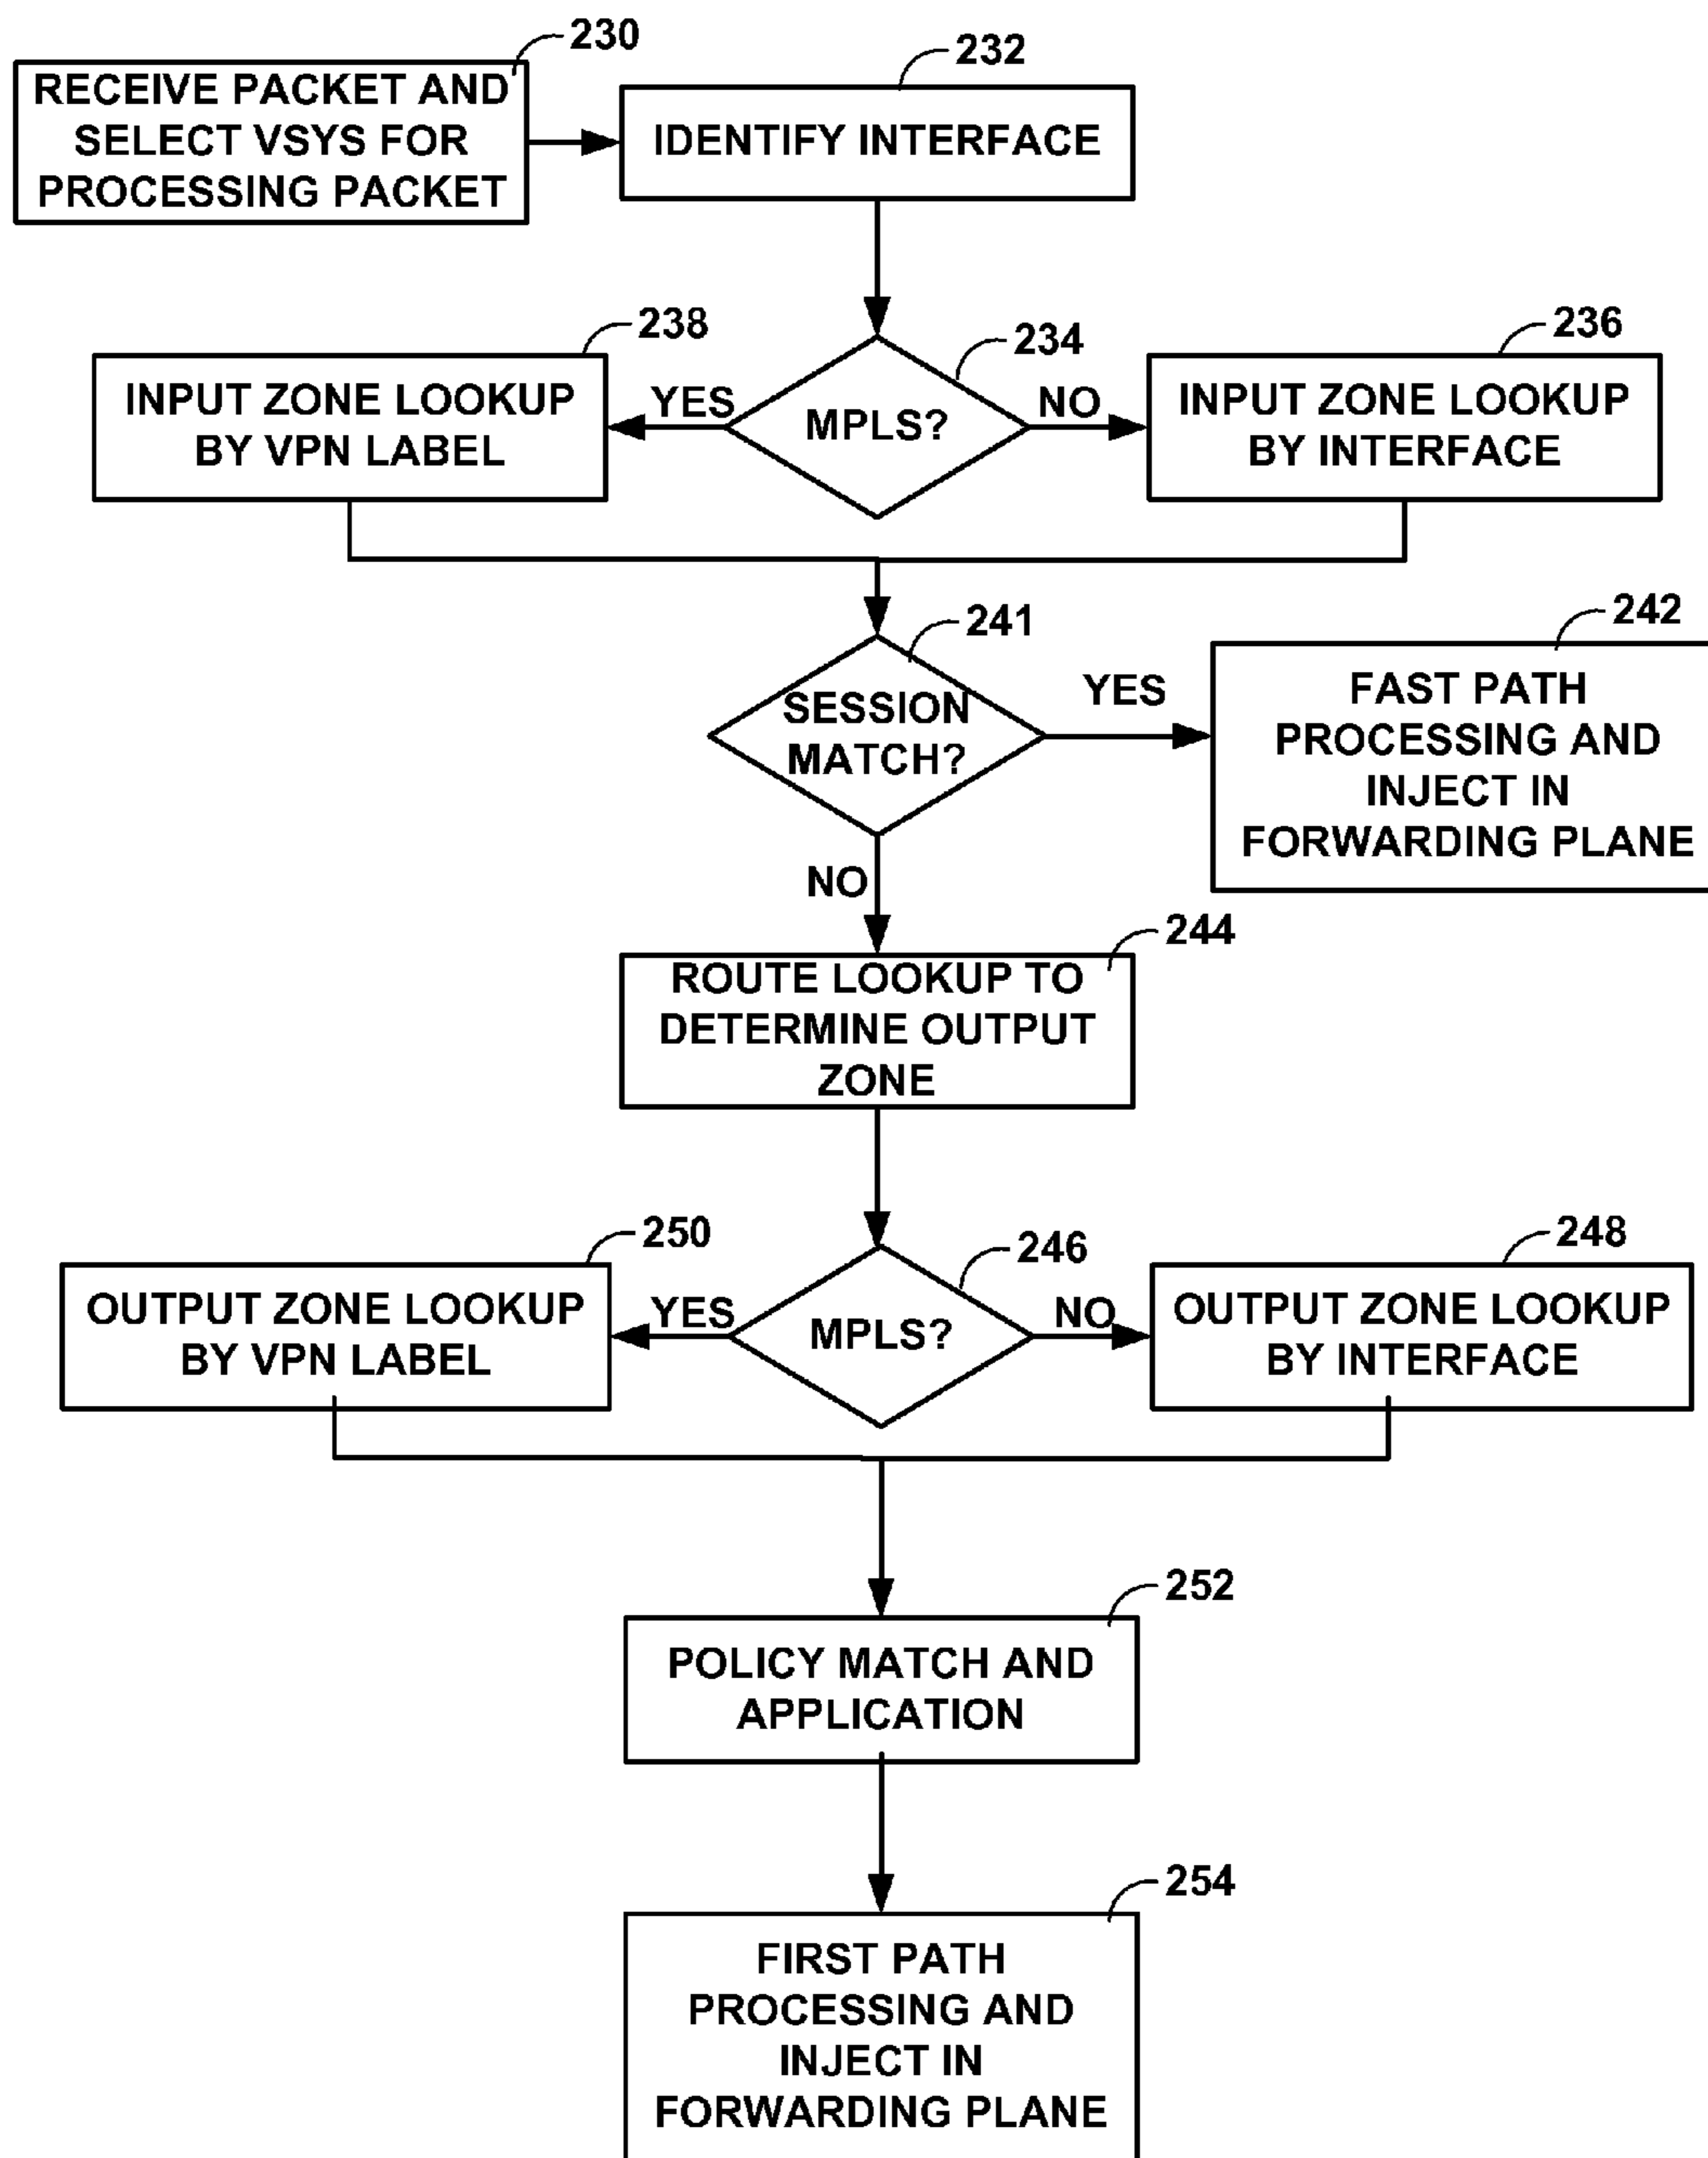 230
RECEIVE PACKET AND
SELECT VSYS FOR
PROCESSING PACKET
232
IDENTIFY INTERFACE
238
INPUT ZONE LOOKUP
BY VPN LABEL
YES
234
MPLS?
NO
236
INPUT ZONE LOOKUP
BY INTERFACE
241
SESSION
MATCH?
YES
242
FAST PATH
PROCESSING AND
INJECT IN
FORWARDING PLANE
NO
244
ROUTE LOOKUP TO
DETERMINE OUTPUT
ZONE
250
OUTPUT ZONE LOOKUP
BY VPN LABEL
YES
246
MPLS?
NO
248
OUTPUT ZONE LOOKUP
BY INTERFACE
252
POLICY MATCH AND
APPLICATION
254
FIRST PATH
PROCESSING AND
INJECT IN
FORWARDING PLANE